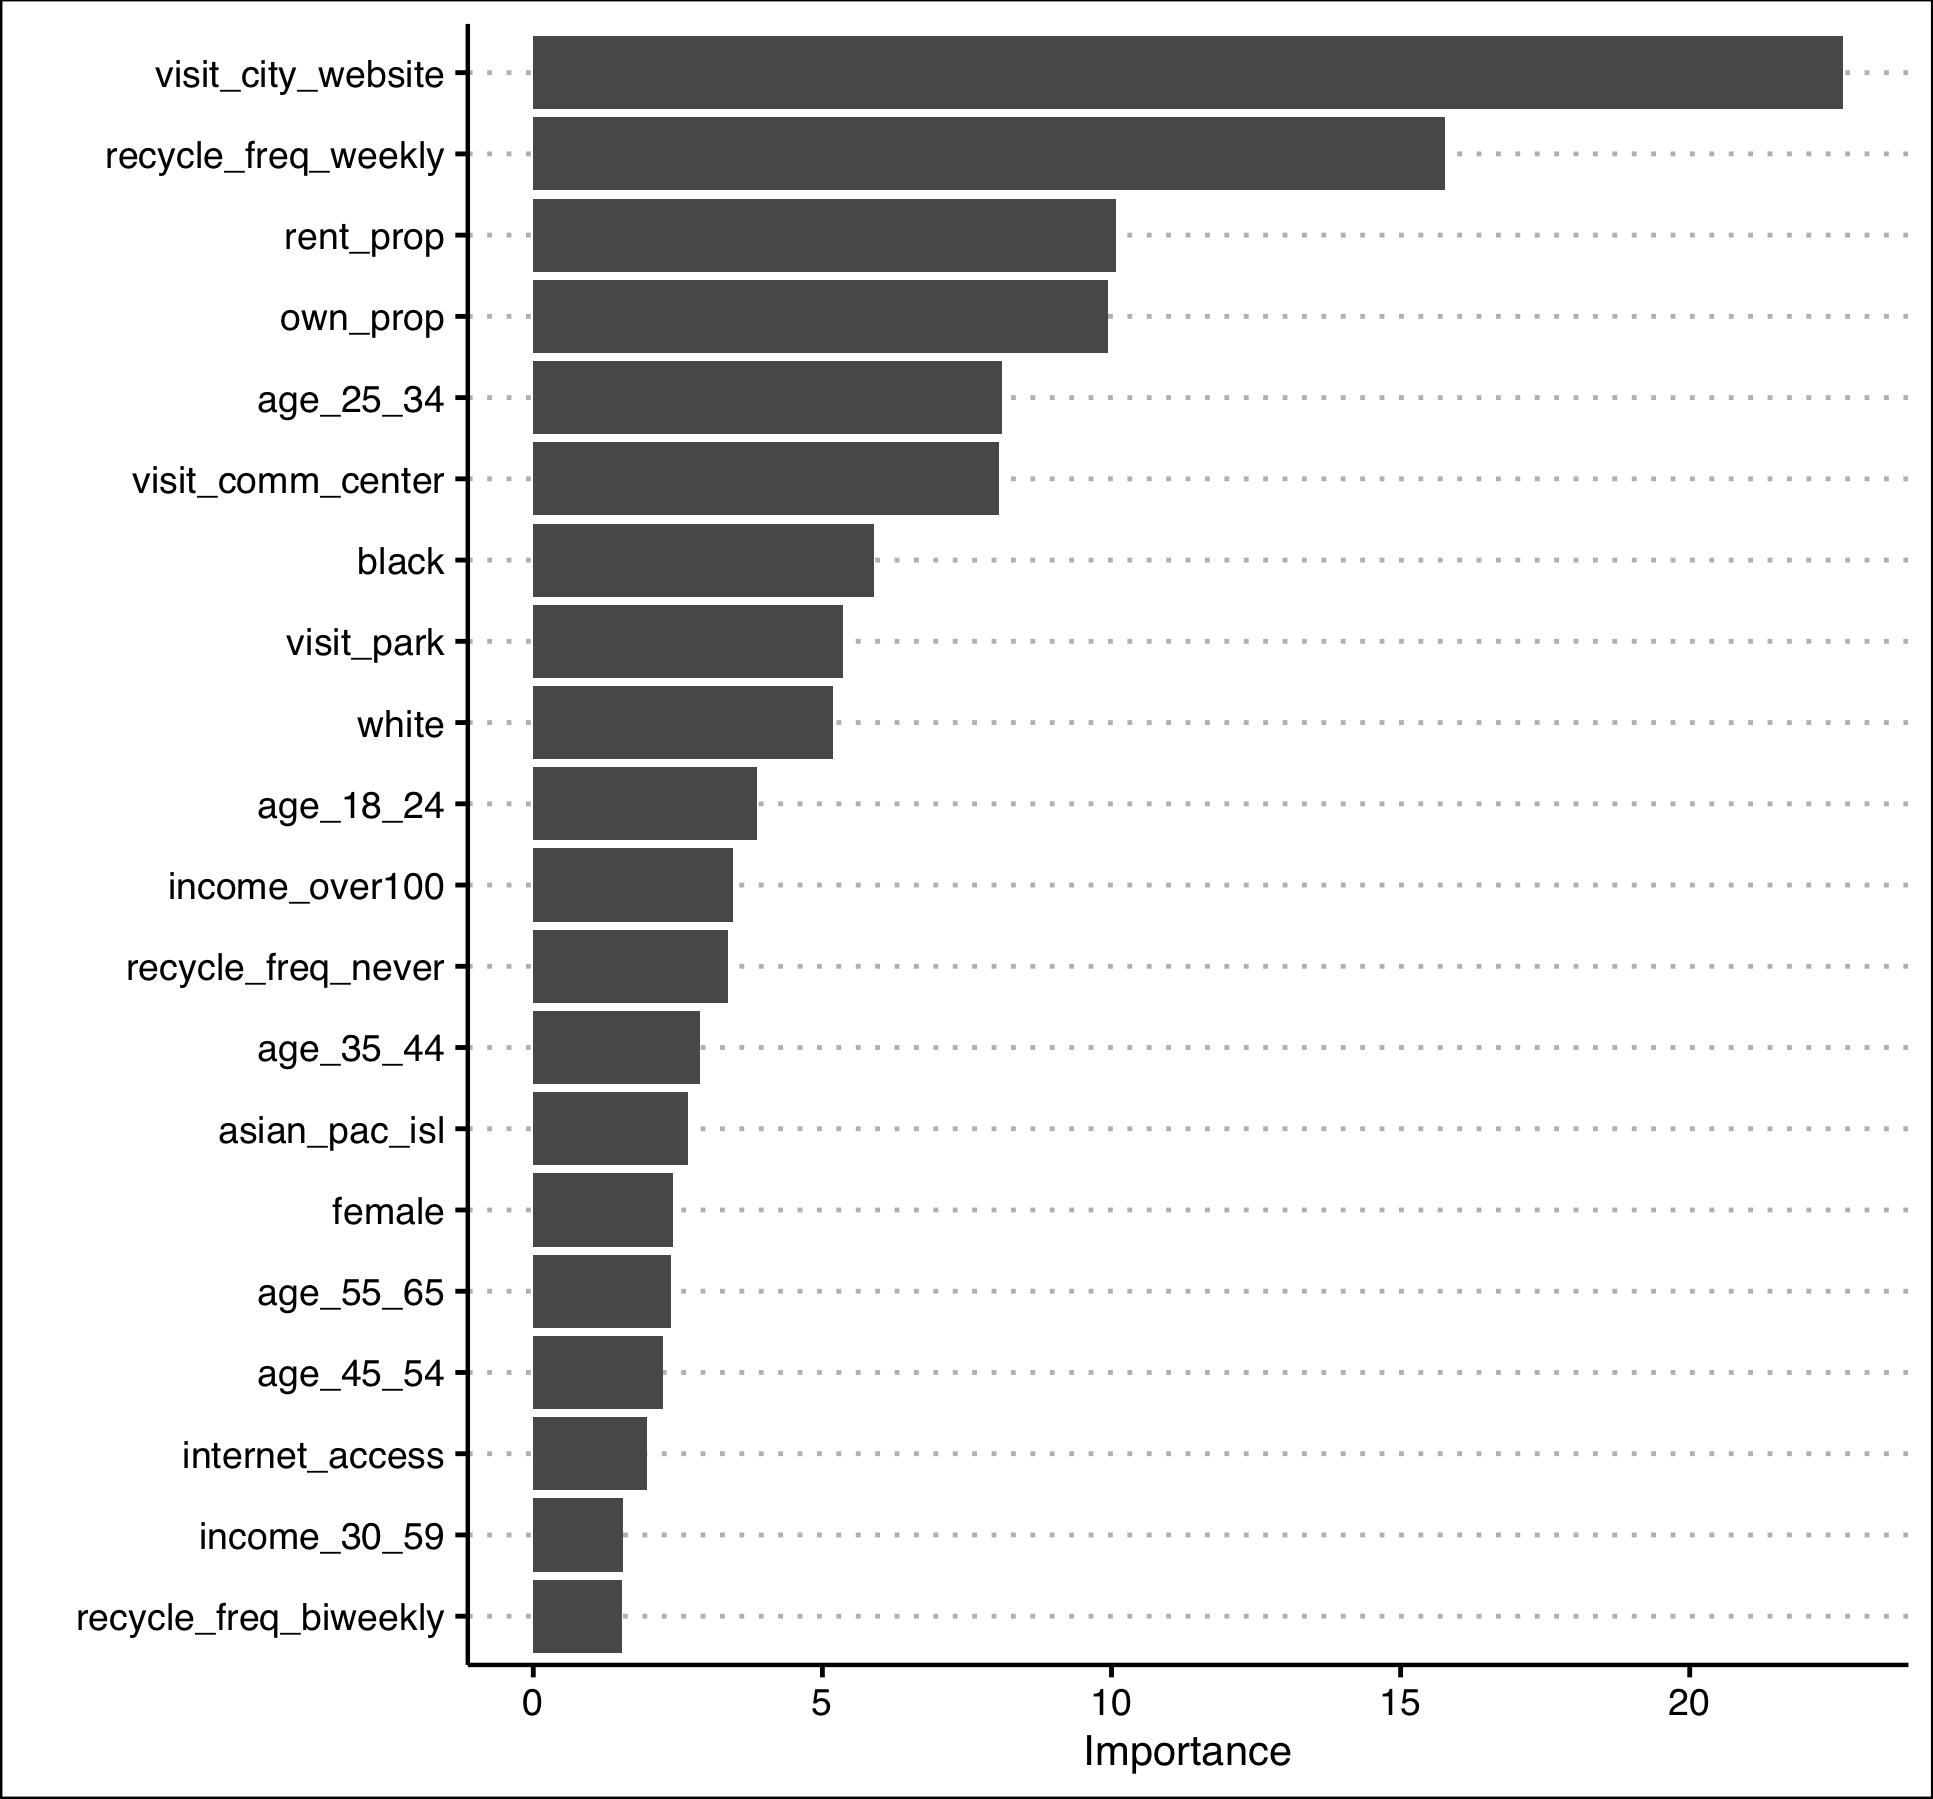 visit_city_website
recycle_freq_weekly
rent_prop
own_prop
age_25_34
visit_comm_center
black
visit_park
white
age_18_24
income_over100
recycle_freq_never
age_35_44
asian_pac_isl
female
age_55_65
age_45_54
internet_access
income_30_59
recycle_freq_biweekly
0 5 10 15 20
Importance